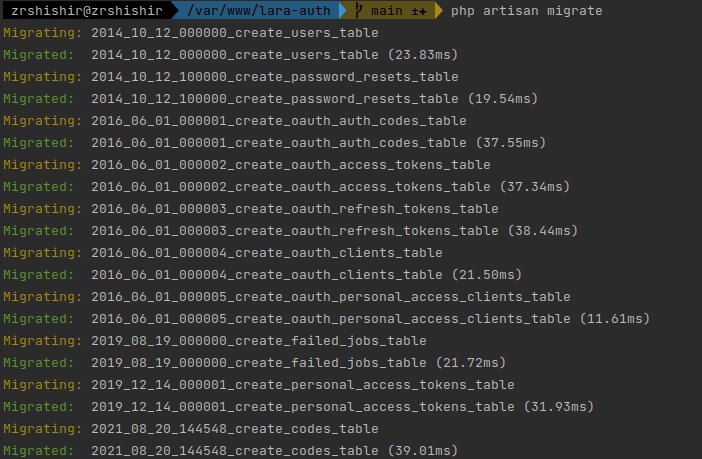 zrshishir@zrshishir /var/www/lara-auth main ±✚ php artisan migrate
Migrating: 2014_10_12_000000_create_users_table
Migrated: 2014_10_12_000000_create_users_table (23.83ms)
Migrating: 2014_10_12_100000_create_password_resets_table
Migrated: 2014_10_12_100000_create_password_resets_table (19.54ms)
Migrating: 2016_06_01_000001_create_oauth_auth_codes_table
Migrated: 2016_06_01_000001_create_oauth_auth_codes_table (37.55ms)
Migrating: 2016_06_01_000002_create_oauth_access_tokens_table
Migrated: 2016_06_01_000002_create_oauth_access_tokens_table (37.34ms)
Migrating: 2016_06_01_000003_create_oauth_refresh_tokens_table
Migrated: 2016_06_01_000003_create_oauth_refresh_tokens_table (38.44ms)
Migrating: 2016_06_01_000004_create_oauth_clients_table
Migrated: 2016_06_01_000004_create_oauth_clients_table (21.50ms)
Migrating: 2016_06_01_000005_create_oauth_personal_access_clients_table
Migrated: 2016_06_01_000005_create_oauth_personal_access_clients_table (11.61ms)
Migrating: 2019_08_19_000000_create_failed_jobs_table
Migrated: 2019_08_19_000000_create_failed_jobs_table (21.72ms)
Migrating: 2019_12_14_000001_create_personal_access_tokens_table
Migrated: 2019_12_14_000001_create_personal_access_tokens_table (31.93ms)
Migrating: 2021_08_20_144548_create_codes_table
Migrated: 2021_08_20_144548_create_codes_table (39.01ms)